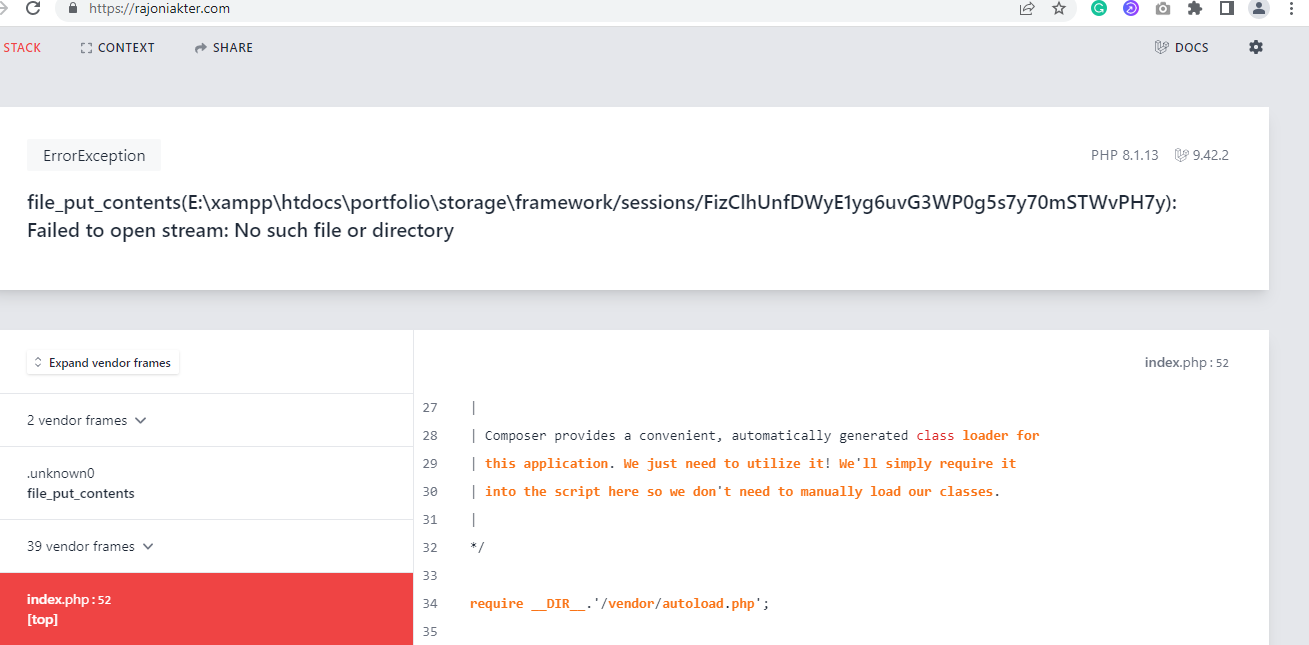 https://rajoniakter.com
STACK
CONTEXT
SHARE
DOCS
ErrorException
PHP 8.1.13
9.42.2
file_put_contents(E:\xampp\htdocs\portfolio\storage\framework/sessions/FizClhUnfDWyE1yg6uvG3WP0g5s7y70mSTWvPH7y):
Failed to open stream: No such file or directory
Expand vendor frames
2 vendor frames
.unknown0
file_put_contents
39 vendor frames
index.php : 52
[top]
index.php : 52
27 |
28 | Composer provides a convenient, automatically generated class loader for
29 | this application. We just need to utilize it! We'll simply require it
30 | into the script here so we don't need to manually load our classes.
31 |
32 */
33
34 require __DIR__.'/vendor/autoload.php';
35